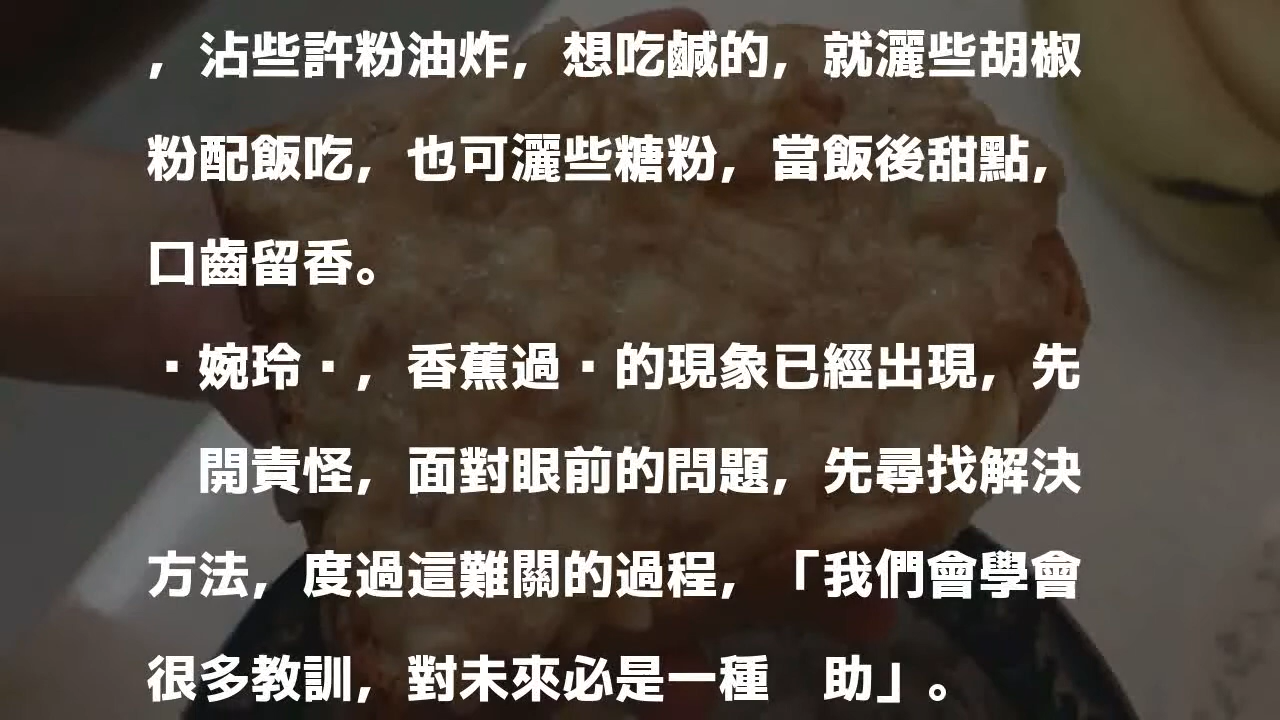 ，沾些許粉油炸，想吃鹹的，就灑些胡椒
粉配飯吃，也可灑些糖粉，當飯後甜點，
口齒留香。
▪婉玲▪，香蕉過▪的現象已經出現，先
開責怪，面對眼前的問題，先尋找解決
方法，度過這難關的過程，「我們會學會
很多教訓，對未來必是一種　助」。